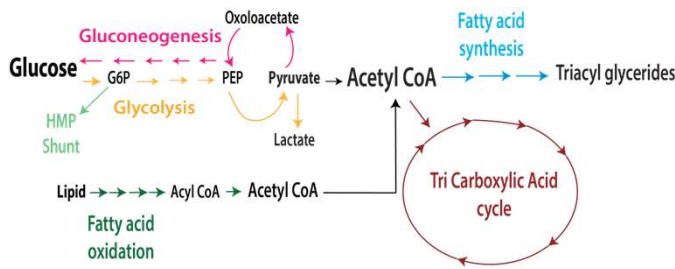 Oxoloacetate
Fatty acid
synthesis
Gluconeogenesis
Glucose
G6P
PEP
Pyruvate
Acetyl CoA
Triacyl glycerides
Glycolysis
HMP
Shunt
Lactate
Lipid
Acyl CoA
Acetyl CoA
Tri Carboxylic Acid
cycle
Fatty acid
oxidation